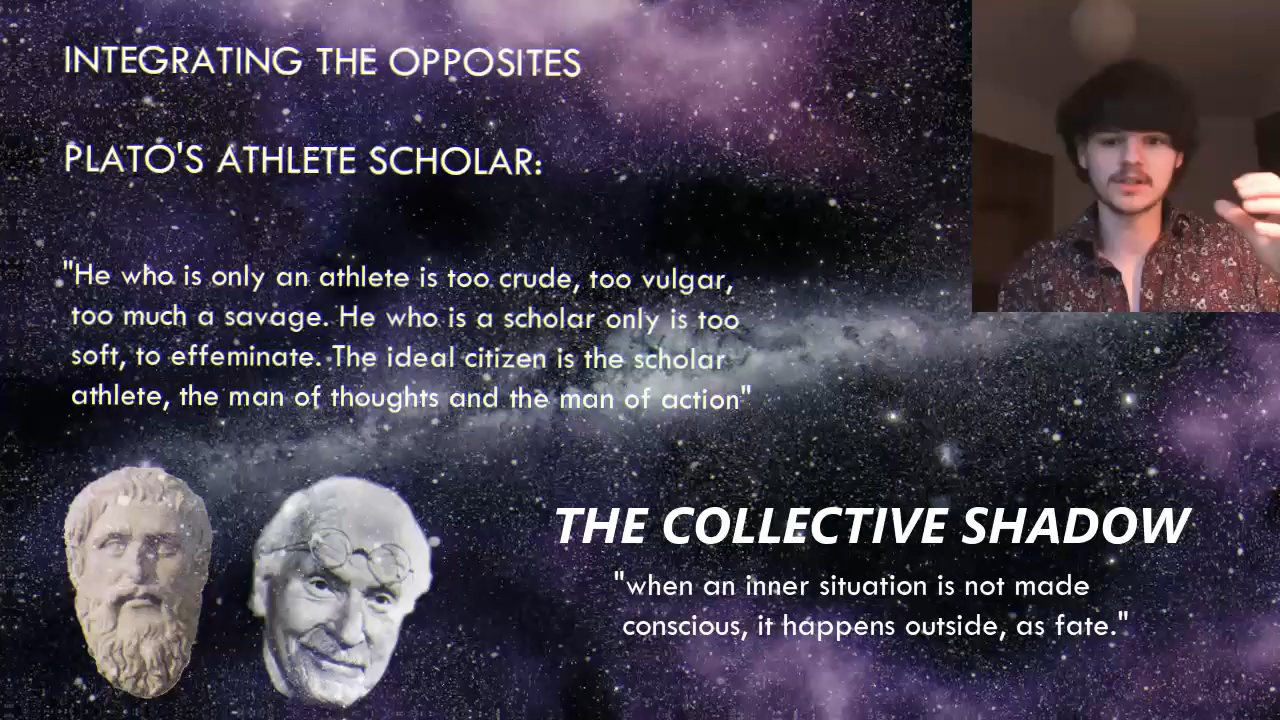 INTEGRATING THE OPPOSITES
PLATO'S ATHLETE SCHOLAR:
"He who is only an athlete is too crude, too vulgar,
too much a savage. He who is a scholar only is too
soft, to effeminate. The ideal citizen is the scholar
athlete, the man of thoughts and the man of action"
THE COLLECTIVE SHADOW
"when an inner situation is not made
conscious, it happens outside, as fate."